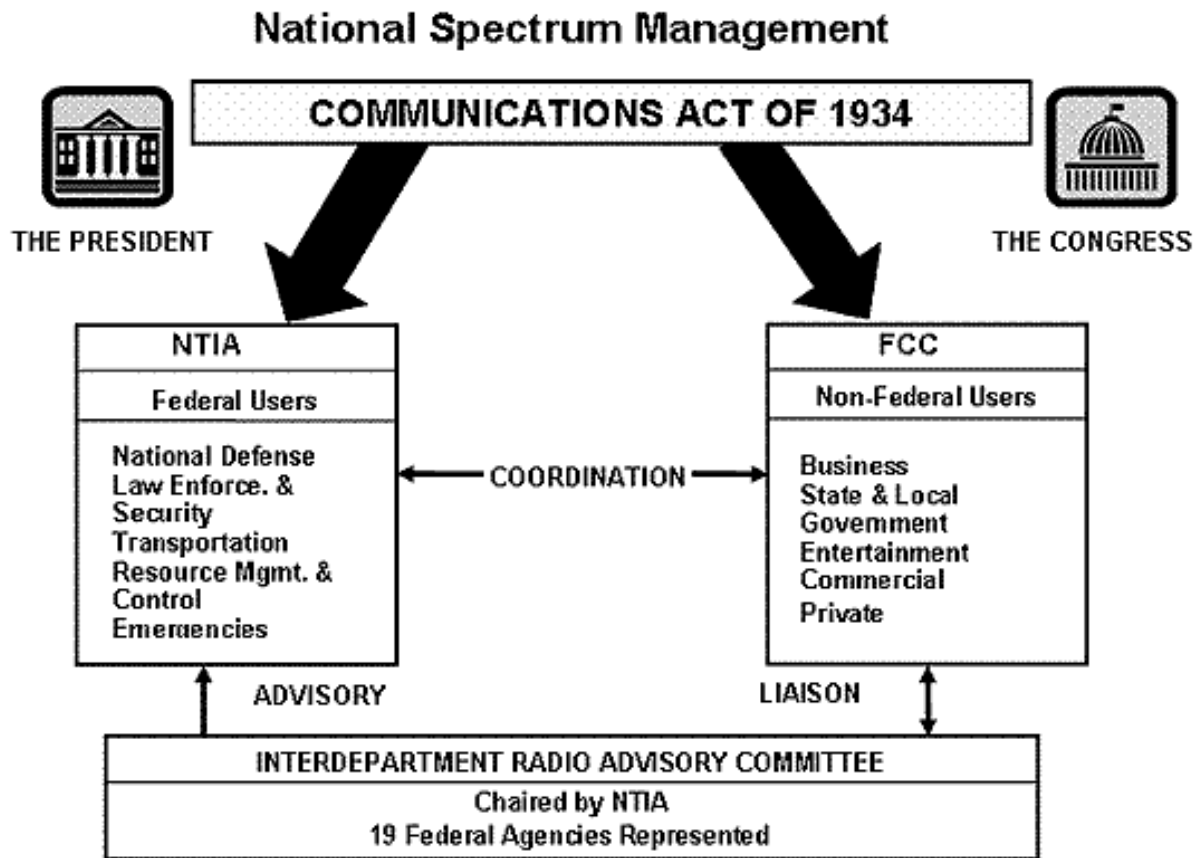 National Spectrum Management
COMMUNICATIONS ACT OF 1934
THE PRESIDENT
THE CONGRESS
NTIA
Federal Users
National Defense
Law Enforce. &
Security
Transportation
Resource Mgmt. &
Control
Emergencies
COORDINATION
FCC
Non-Federal Users
Business
State & Local
Government
Entertainment
Commercial
Private
ADVISORY
LIAISON
INTERDEPARTMENT RADIO ADVISORY COMMITTEE
Chaired by NTIA
19 Federal Agencies Represented